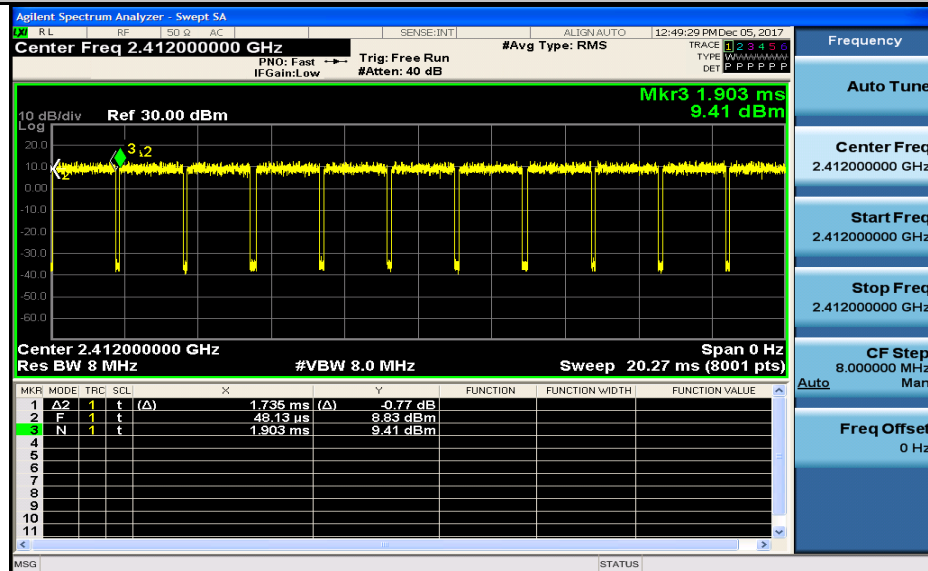 Agilent Spectrum Analyzer - Swept SA
LXI RL RF 50 Ω AC SENSE:INT ALIGN AUTO 12:49:29 PM Dec 05, 2017
Center Freq 2.412000000 GHz
PNO: Fast
IFGain:Low
Trig: Free Run
#Atten: 40 dB
#Avg Type: RMS
TRACE 1 2 3 4 5 6
TYPE WWWWWW
DET P P P P P P
Mkr3 1.903 ms
9.41 dBm
10 dB/div Ref 30.00 dBm
Log
20.0
10.0
0.00
-10.0
-20.0
-30.0
-40.0
-50.0
-60.0
3 1Δ2
2
Center 2.412000000 GHz Span 0 Hz
Res BW 8 MHz #VBW 8.0 MHz Sweep 20.27 ms (8001 pts)
MKR MODE TRC SCL X Y FUNCTION FUNCTION WIDTH FUNCTION VALUE
1 Δ2 1 t (Δ) 1.735 ms (Δ) -0.77 dB
2 F 1 t 48.13 µs 8.83 dBm
3 N 1 t 1.903 ms 9.41 dBm
4
5
6
7
8
9
10
11
MSG STATUS
Frequency
Auto Tune
Center Freq
2.412000000 GHz
Start Freq
2.412000000 GHz
Stop Freq
2.412000000 GHz
CF Step
8.000000 MHz
Auto Man
Freq Offset
0 Hz